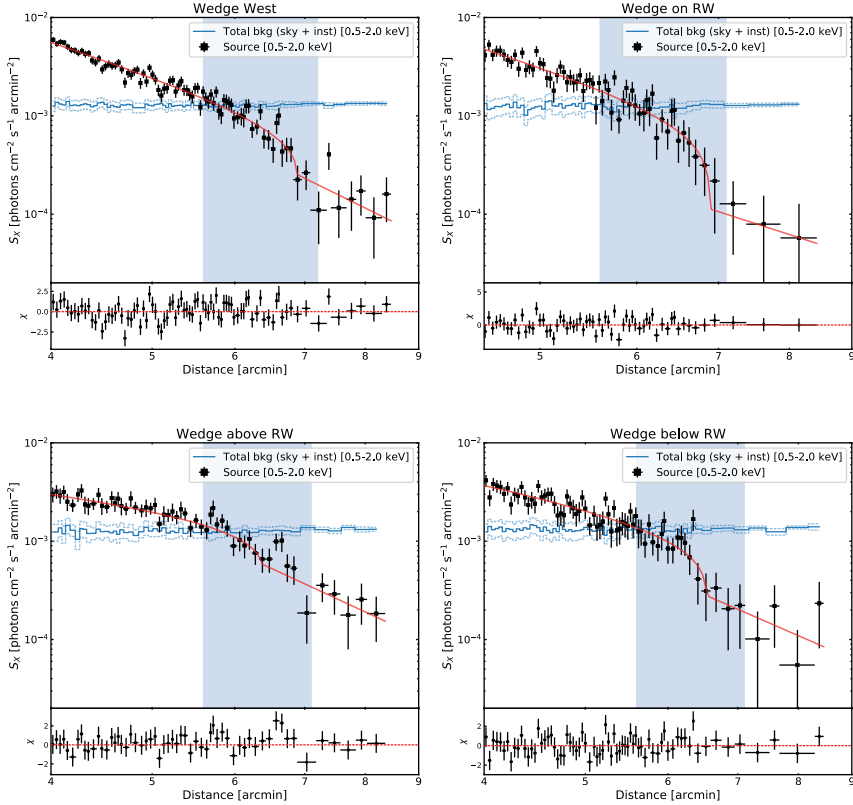 Wedge West
10⁻²
Total bkg (sky + inst) [0.5-2.0 keV]
Source [0.5-2.0 keV]
10⁻³
10⁻⁴
S_X [photons cm⁻² s⁻¹ arcmin⁻²]
2.5
0.0
−2.5
χ
4 5 6 7 8 9
Distance [arcmin]
Wedge on RW
10⁻²
Total bkg (sky + inst) [0.5-2.0 keV]
Source [0.5-2.0 keV]
10⁻³
10⁻⁴
S_X [photons cm⁻² s⁻¹ arcmin⁻²]
5
0
χ
5 6 7 8 9
Distance [arcmin]
Wedge above RW
10⁻²
Total bkg (sky + inst) [0.5-2.0 keV]
Source [0.5-2.0 keV]
10⁻³
10⁻⁴
S_X [photons cm⁻² s⁻¹ arcmin⁻²]
2
0
−2
χ
4 5 6 7 8 9
Distance [arcmin]
Wedge below RW
10⁻²
Total bkg (sky + inst) [0.5-2.0 keV]
Source [0.5-2.0 keV]
10⁻³
10⁻⁴
S_X [photons cm⁻² s⁻¹ arcmin⁻²]
2
0
−2
χ
4 5 6 7 8 9
Distance [arcmin]